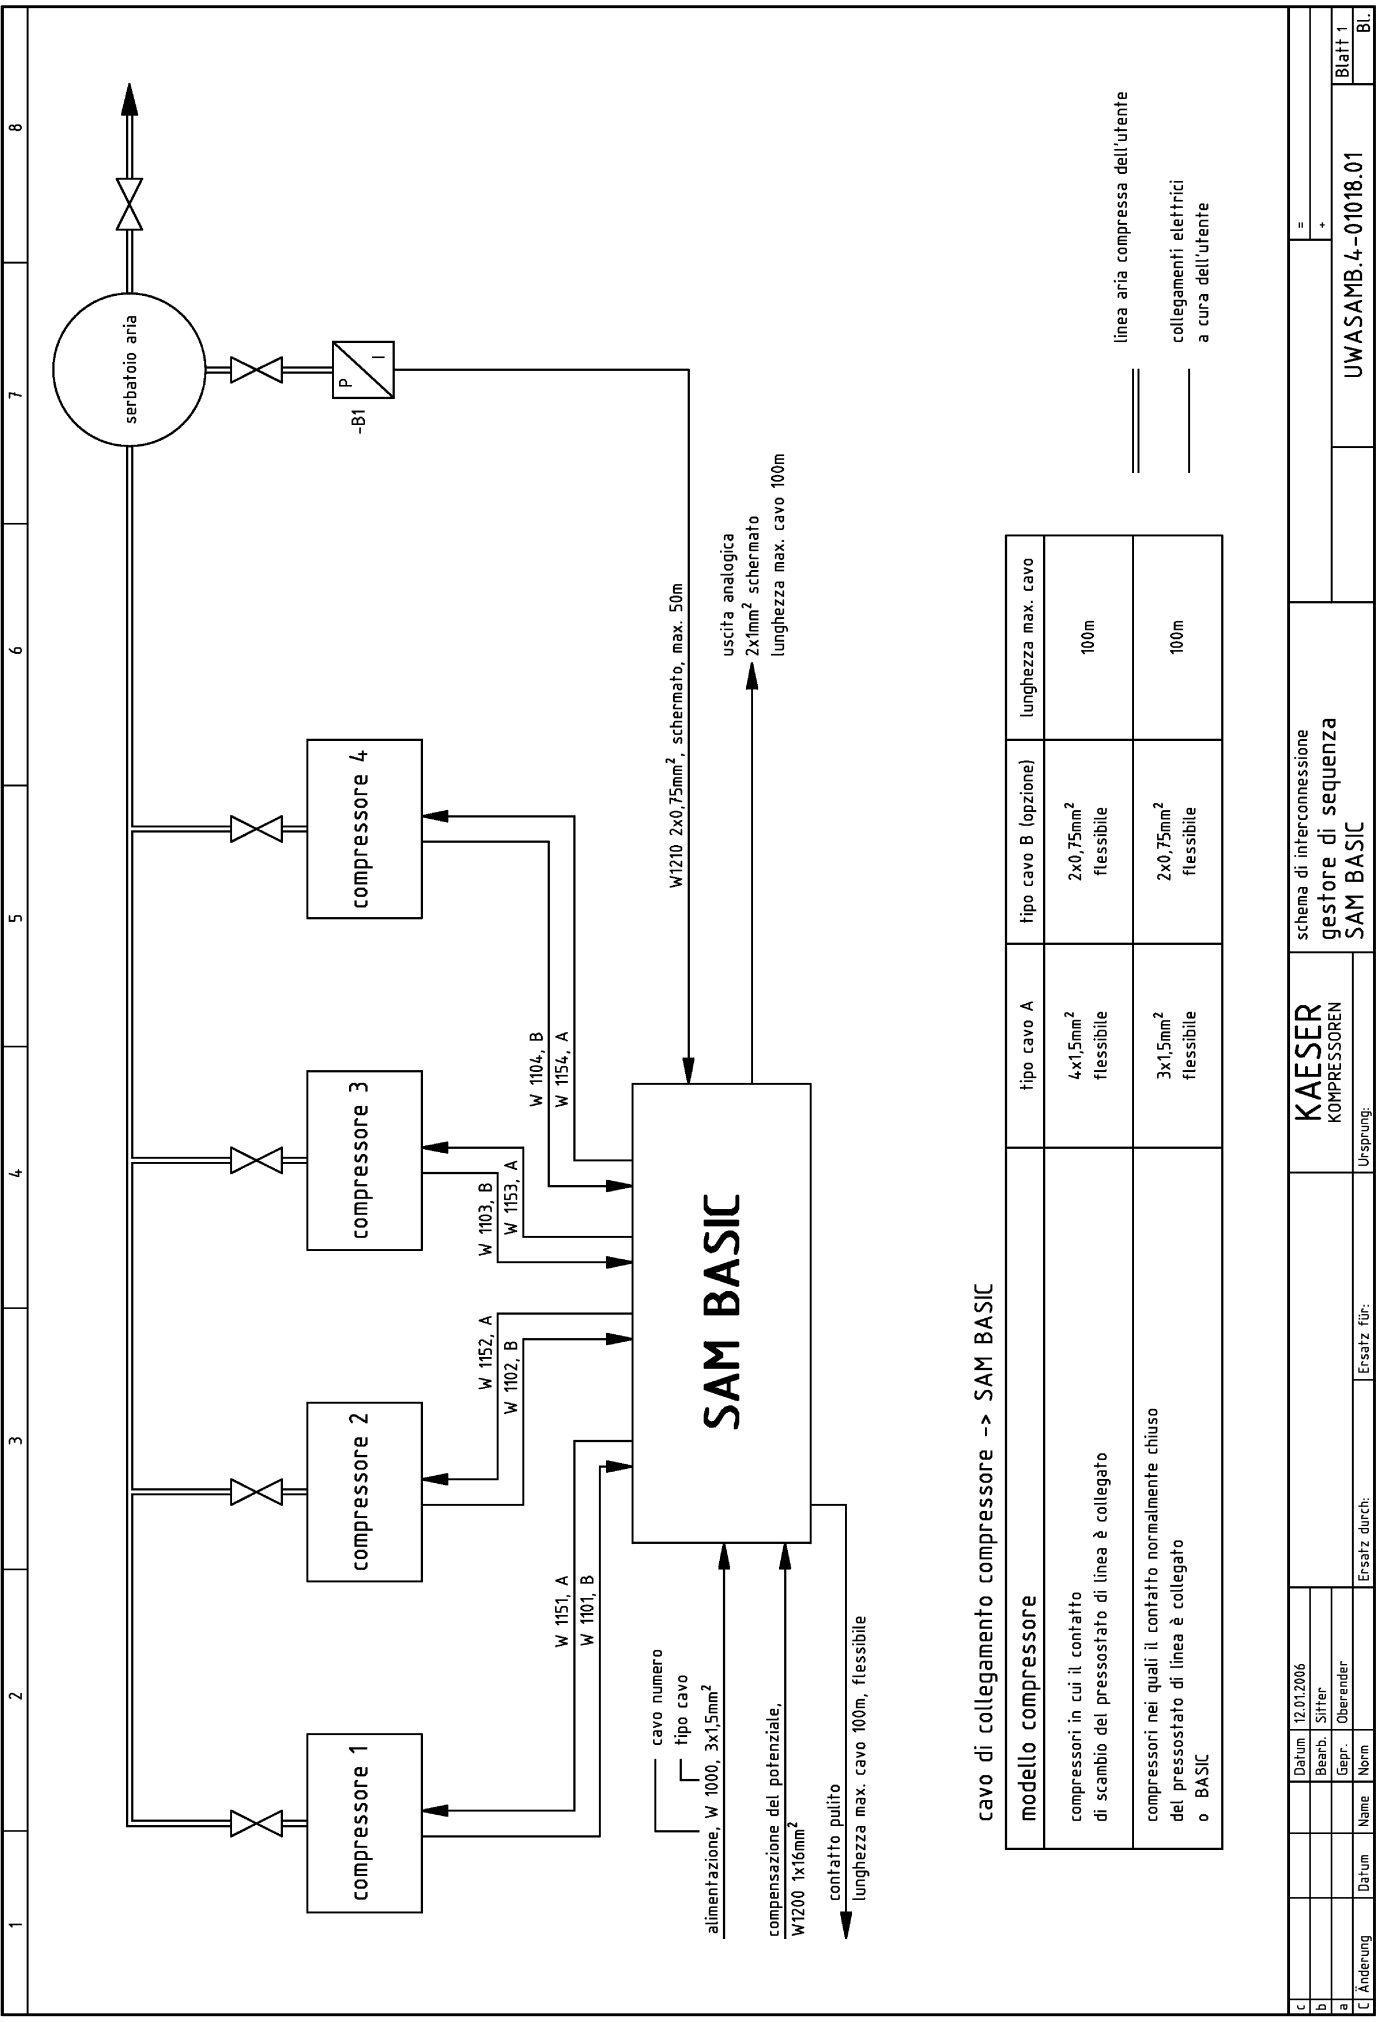 1 2 3 4 5 6 7 8
serbatoio aria
compressore 1
compressore 2
compressore 3
compressore 4
P
I
-B1
W 1151, A
W 1101, B
W 1152, A
W 1102, B
W 1103, B
W 1153, A
W 1104, B
W 1154, A
W1210 2x0,75mm², schermato, max. 50m
cavo numero
tipo cavo
alimentazione, W 1000, 3x1,5mm²
compensazione del potenziale,
W1200 1x16mm²
contatto pulito
lunghezza max. cavo 100m, flessibile
SAM BASIC
uscita analogica
2x1mm² schermato
lunghezza max. cavo 100m
cavo di collegamento compressore -> SAM BASIC
modello compressore
tipo cavo A
tipo cavo B (opzione)
lunghezza max. cavo
compressori in cui il contatto
di scambio del pressostato di linea è collegato
4x1,5mm²
flessibile
2x0,75mm²
flessibile
100m
compressori nei quali il contatto normalmente chiuso
del pressostato di linea è collegato
o BASIC
3x1,5mm²
flessibile
2x0,75mm²
flessibile
100m
linea aria compressa dell'utente
collegamenti elettrici
a cura dell'utente
c
b
a
C
Änderung
Datum
Name
Datum 12.01.2006
Bearb. Sitter
Gepr. Oberender
Norm
Ersatz durch:
Ersatz für:
Ursprung:
KAESER
KOMPRESSOREN
schema di interconnessione
gestore di sequenza
SAM BASIC
=
+
UWASAMB.4-01018.01
Blatt 1
Bl.